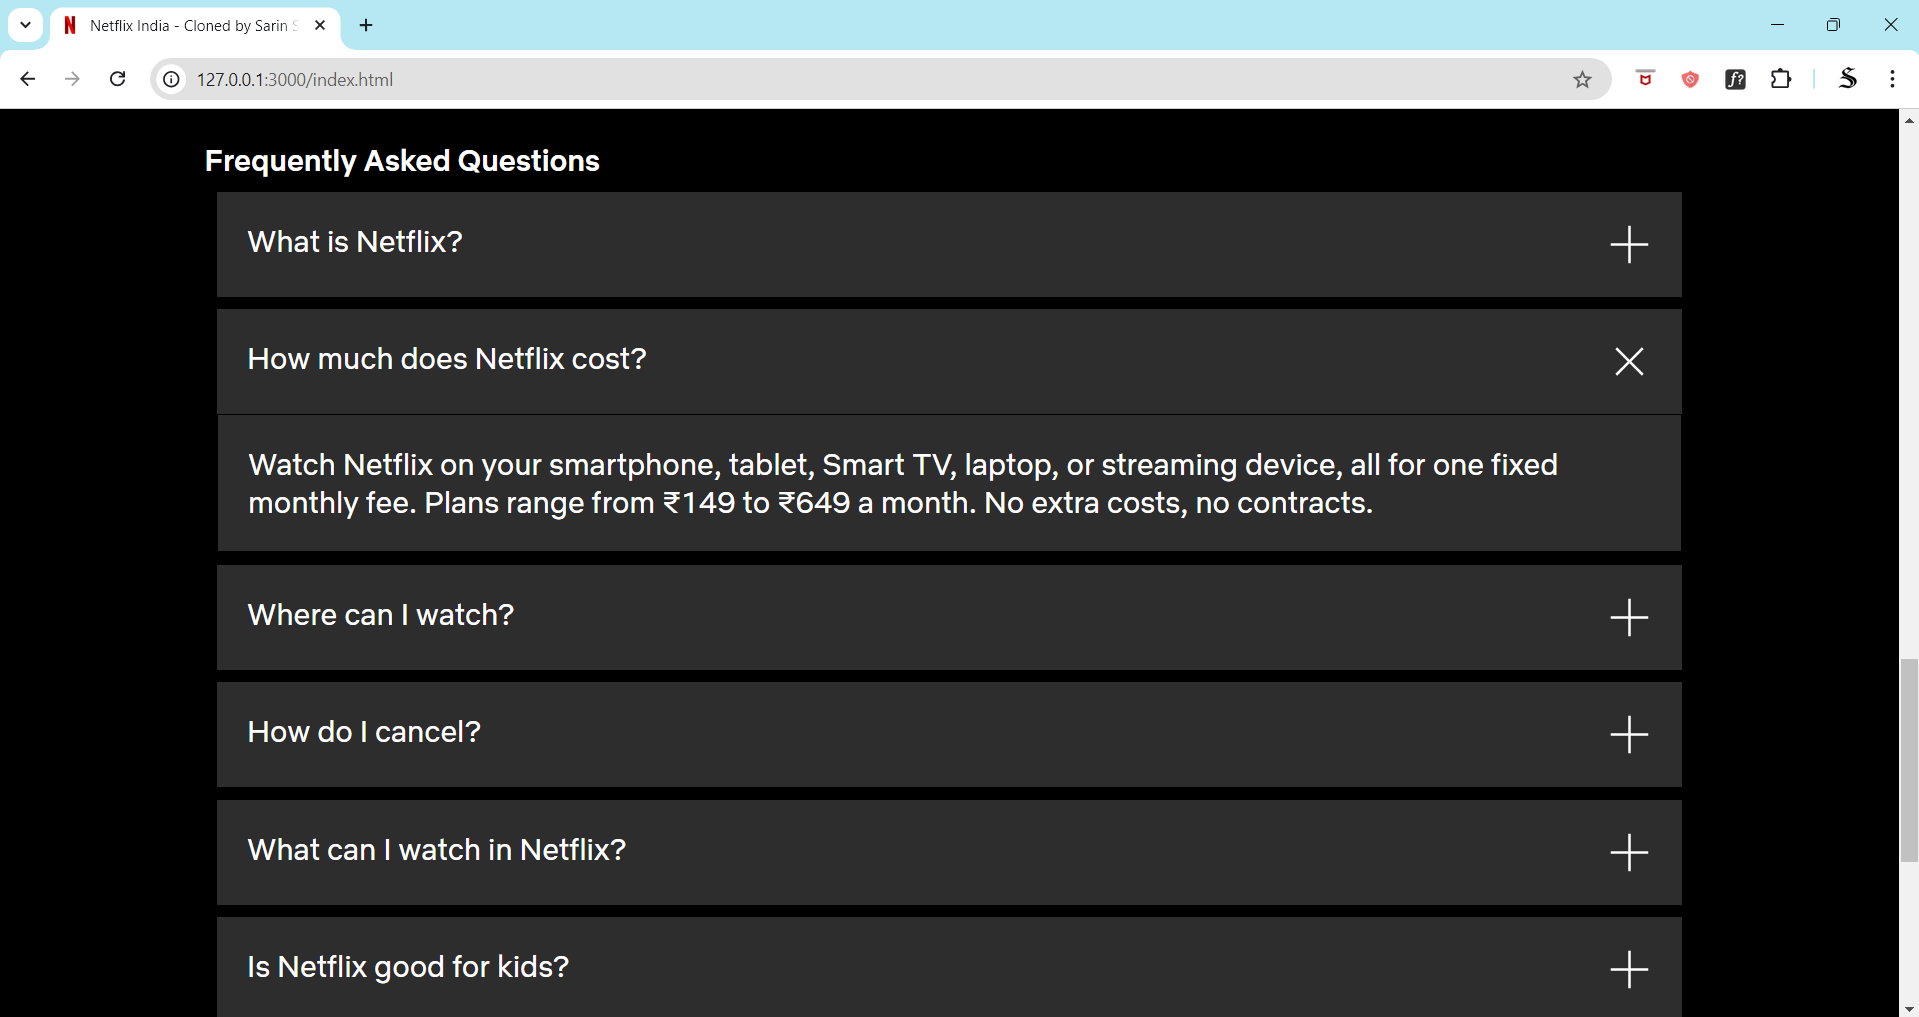 Netflix India - Cloned by Sarin S
127.0.0.1:3000/index.html
Frequently Asked Questions
What is Netflix?
How much does Netflix cost?
Watch Netflix on your smartphone, tablet, Smart TV, laptop, or streaming device, all for one fixed
monthly fee. Plans range from ₹149 to ₹649 a month. No extra costs, no contracts.
Where can I watch?
How do I cancel?
What can I watch in Netflix?
Is Netflix good for kids?